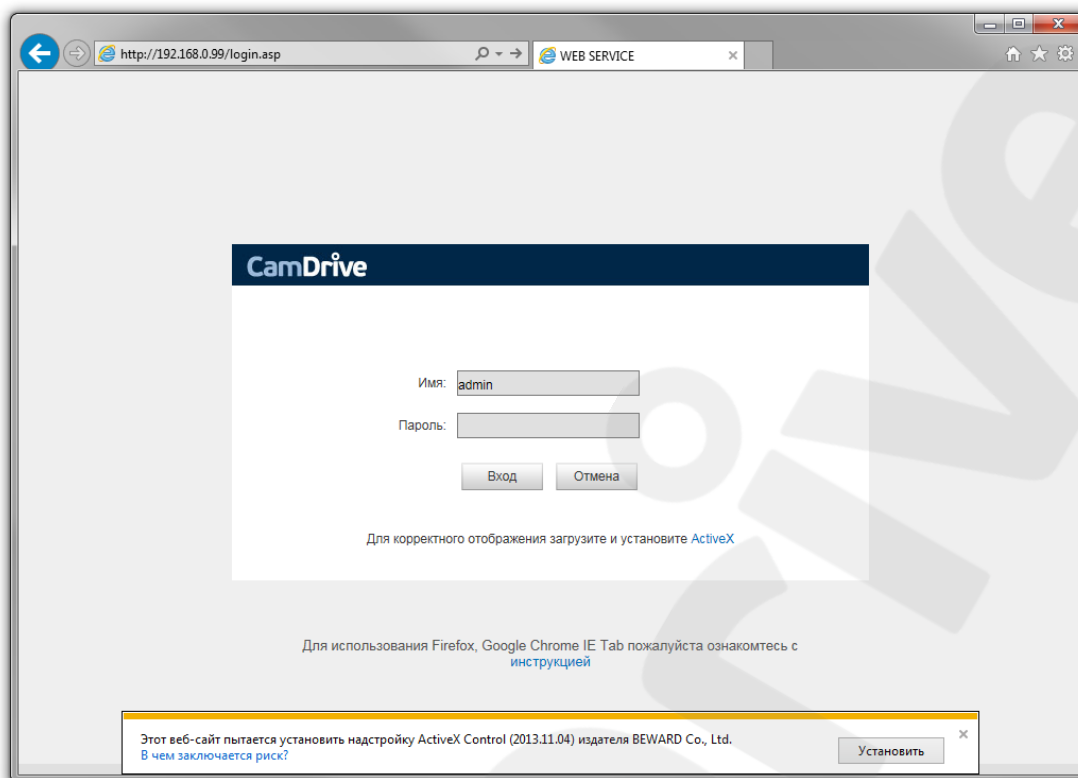 http://192.168.0.99/login.asp
WEB SERVICE
CamDrive
Имя:
admin
Пароль:
Вход
Отмена
Для корректного отображения загрузите и установите ActiveX
Для использования Firefox, Google Chrome IE Tab пожалуйста ознакомтесь с
инструкцией
Этот веб-сайт пытается установить надстройку ActiveX Control (2013.11.04) издателя BEWARD Co., Ltd.
В чем заключается риск?
Установить